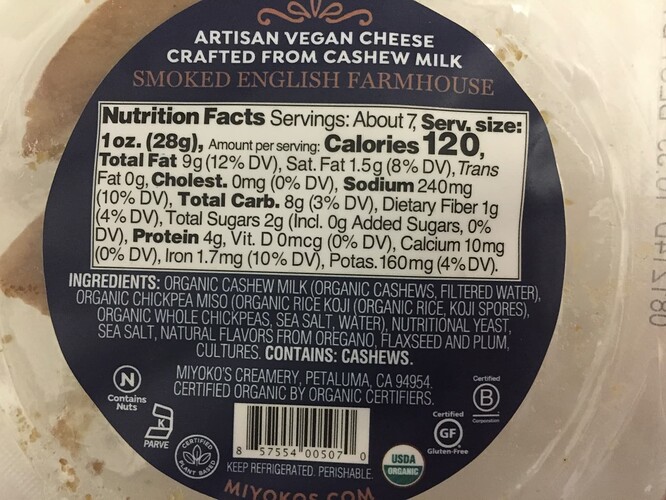 ARTISAN VEGAN CHEESE
CRAFTED FROM CASHEW MILK
SMOKED ENGLISH FARMHOUSE
Nutrition Facts Servings: About 7, Serv. size:
1 oz. (28g), Amount per serving: Calories 120,
Total Fat 9g (12% DV), Sat. Fat 1.5g (8% DV), Trans
Fat 0g, Cholest. 0mg (0% DV), Sodium 240mg
(10% DV), Total Carb. 8g (3% DV), Dietary Fiber 1g
(4% DV), Total Sugars 2g (Incl. 0g Added Sugars, 0%
DV), Protein 4g, Vit. D 0mcg (0% DV), Calcium 10mg
(0% DV), Iron 1.7mg (10% DV), Potas. 160mg (4% DV).
INGREDIENTS: ORGANIC CASHEW MILK (ORGANIC CASHEWS, FILTERED WATER),
ORGANIC CHICKPEA MISO (ORGANIC RICE KOJI (ORGANIC RICE, KOJI SPORES),
ORGANIC WHOLE CHICKPEAS, SEA SALT, WATER), NUTRITIONAL YEAST,
SEA SALT, NATURAL FLAVORS FROM OREGANO, FLAXSEED AND PLUM,
CULTURES. CONTAINS: CASHEWS.
MIYOKO'S CREAMERY, PETALUMA, CA 94954.
CERTIFIED ORGANIC BY ORGANIC CERTIFIERS.
N
Contains
Nuts
K
PARVE
CERTIFIED
PLANT BASED
8 57554 00507 0
KEEP REFRIGERATED. PERISHABLE.
USDA
ORGANIC
Certified
GF
Gluten-Free
Certified
B
Corporation
MIYOKOS.COM